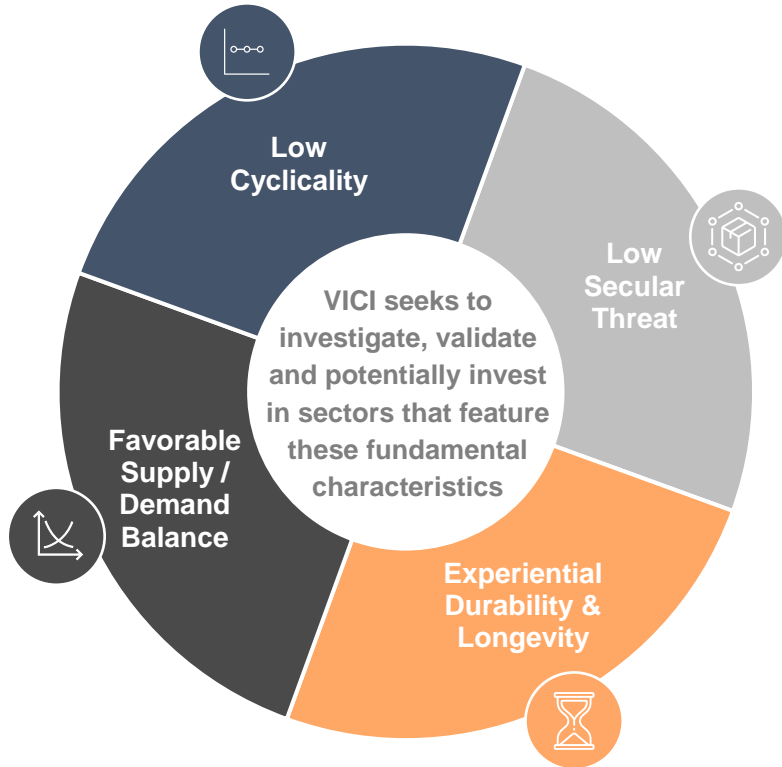 Low
Cyclicality
Low
Secular
Threat
VICI seeks to
investigate, validate
and potentially invest
in sectors that feature
these fundamental
characteristics
Favorable
Supply /
Demand
Balance
Experiential
Durability &
Longevity